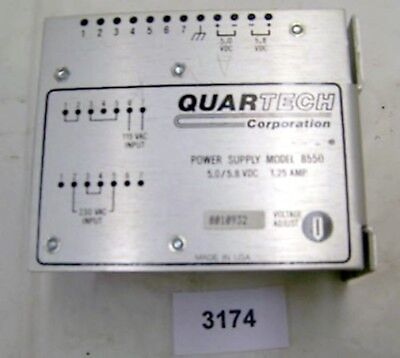 1 2 3 4 5 6 7
+ - - +
5.0 VDC
5.8 VDC
QUARTECH
Corporation
1 2 3 4 5 6 7
115 VAC
INPUT
POWER SUPPLY MODEL 8550
5.0/5.8 VDC 1.25 AMP
1 2 3 4 5 6 7
230 VAC
INPUT
8010932
VOLTAGE
ADJUST
MADE IN USA
3174